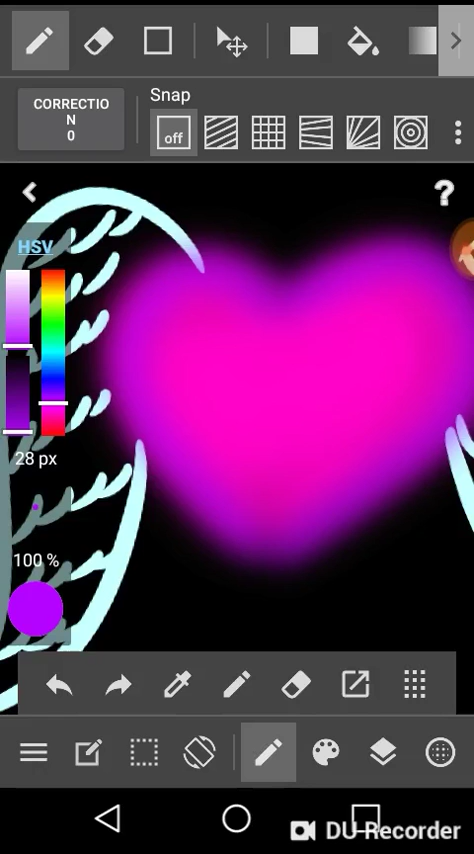 CORRECTIO
N
0
Snap
off
?
HSV
28 px
100 %
DU Recorder